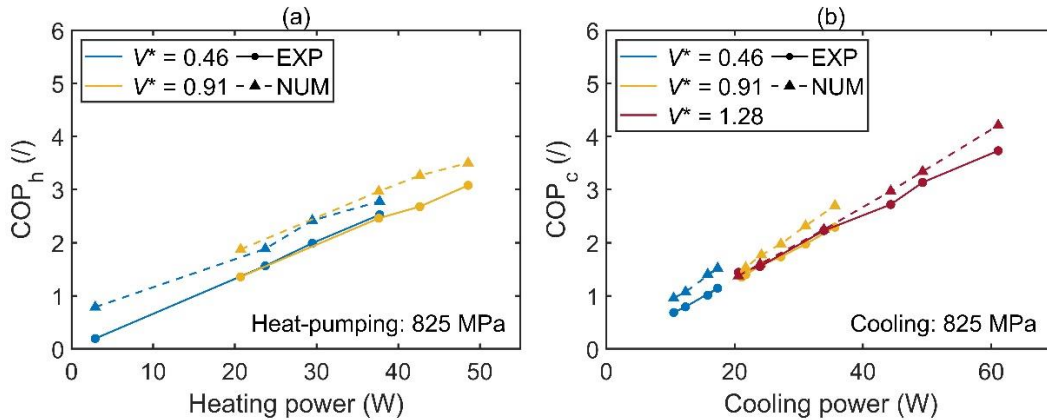 (a)
COP_h (/)
6
5
4
3
2
1
0
V* = 0.46 EXP
V* = 0.91 NUM
Heat-pumping: 825 MPa
0 10 20 30 40 50
Heating power (W)
(b)
COP_c (/)
6
5
4
3
2
1
0
V* = 0.46 EXP
V* = 0.91 NUM
V* = 1.28
Cooling: 825 MPa
0 20 40 60
Cooling power (W)